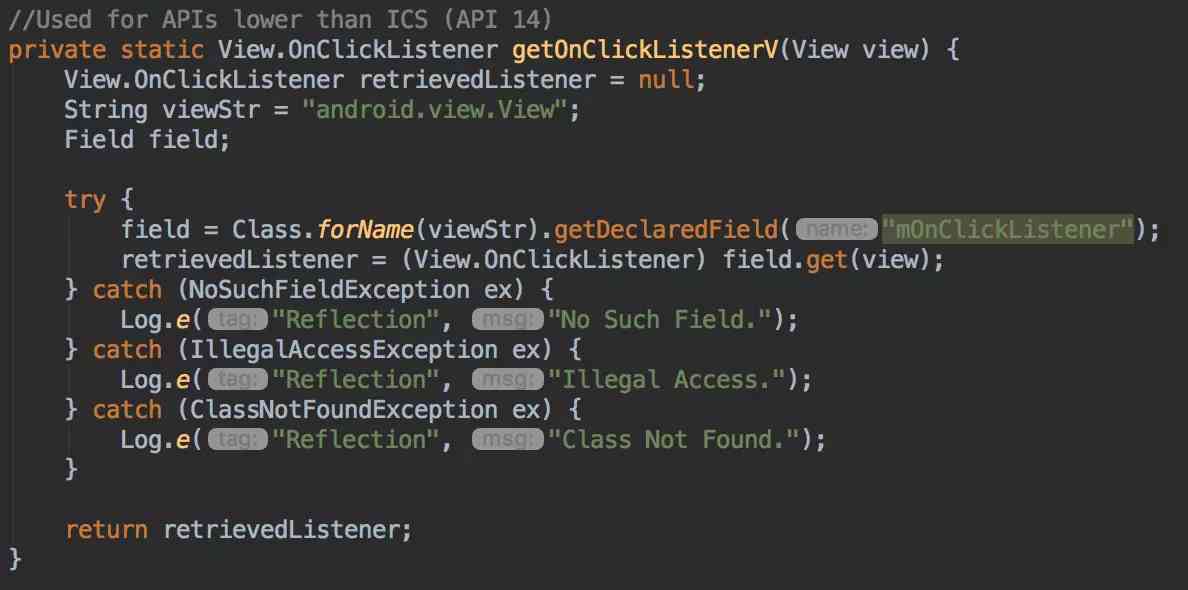 //Used for APIs lower than ICS (API 14)
private static View.OnClickListener getOnClickListenerV(View view) {
    View.OnClickListener retrievedListener = null;
    String viewStr = "android.view.View";
    Field field;

    try {
        field = Class.forName(viewStr).getDeclaredField( name: "mOnClickListener");
        retrievedListener = (View.OnClickListener) field.get(view);
    } catch (NoSuchFieldException ex) {
        Log.e( tag: "Reflection", msg: "No Such Field.");
    } catch (IllegalAccessException ex) {
        Log.e( tag: "Reflection", msg: "Illegal Access.");
    } catch (ClassNotFoundException ex) {
        Log.e( tag: "Reflection", msg: "Class Not Found.");
    }

    return retrievedListener;
}